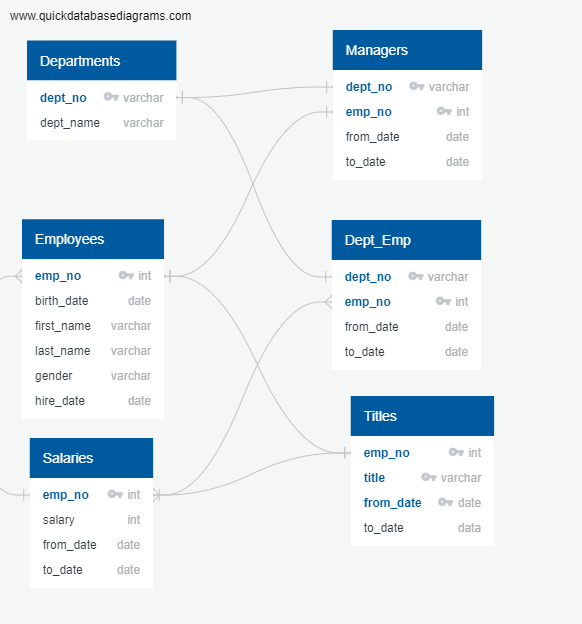 www.quickdatabasediagrams.com
Departments
dept_no varchar
dept_name varchar
Managers
dept_no varchar
emp_no int
from_date date
to_date date
Employees
emp_no int
birth_date date
first_name varchar
last_name varchar
gender varchar
hire_date date
Dept_Emp
dept_no varchar
emp_no int
from_date date
to_date date
Salaries
emp_no int
salary int
from_date date
to_date date
Titles
emp_no int
title varchar
from_date date
to_date data